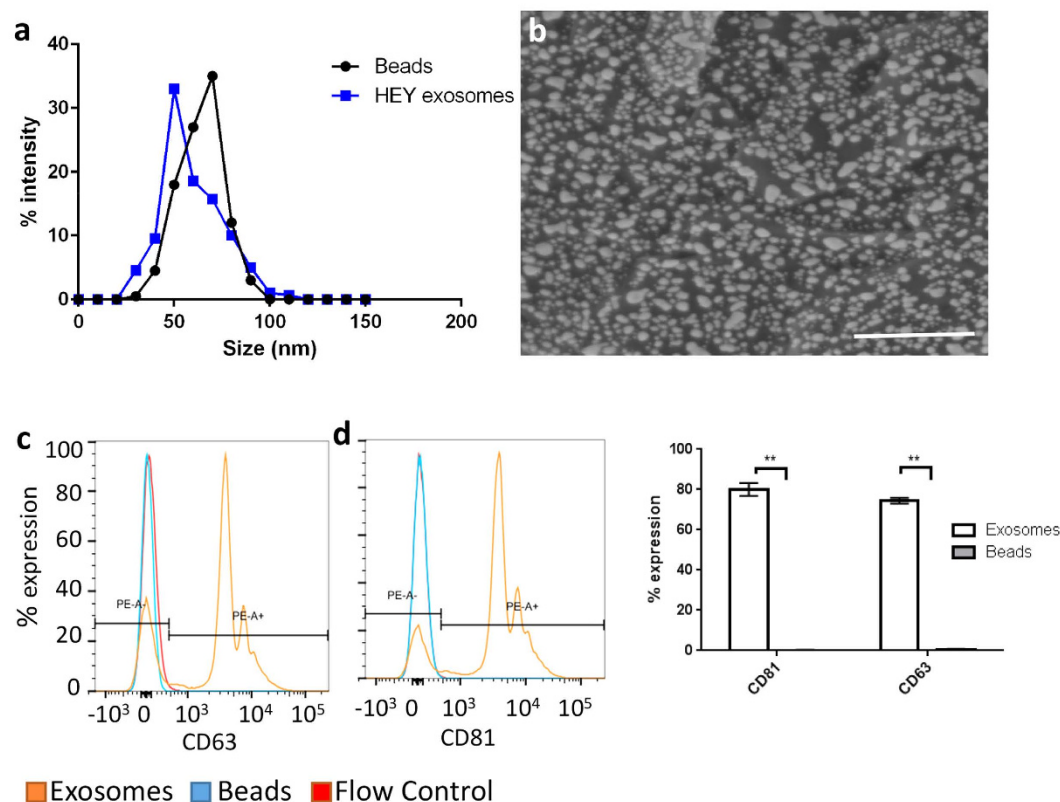 a
40
30
20
10
0
% intensity
0 50 100 150 200
Size (nm)
Beads
HEY exosomes
b
c
100
80
60
40
20
0
% expression
PE-A-
PE-A+
-10³ 0 10³ 10⁴ 10⁵
CD63
d
PE-A-
PE-A+
-10³ 0 10³ 10⁴ 10⁵
CD81
100
80
60
40
20
0
% expression
** **
CD81 CD63
Exosomes
Beads
Exosomes Beads Flow Control